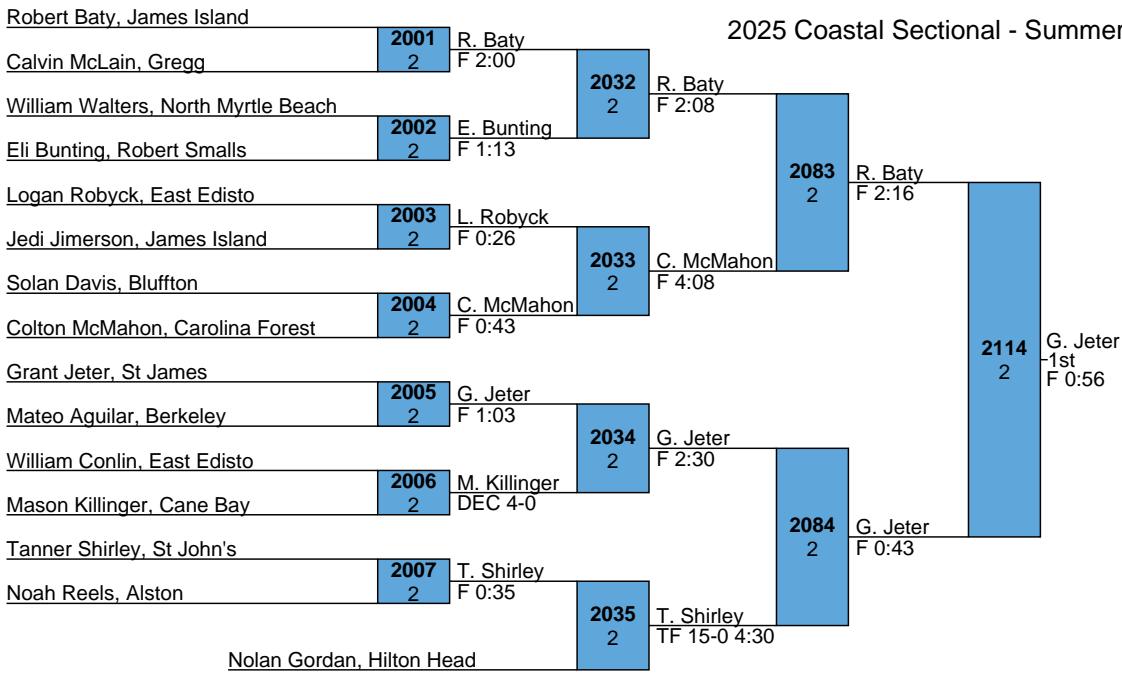 2025 Coastal Sectional - Summer
Robert Baty, James Island
Calvin McLain, Gregg
William Walters, North Myrtle Beach
Eli Bunting, Robert Smalls
Logan Robyck, East Edisto
Jedi Jimerson, James Island
Solan Davis, Bluffton
Colton McMahon, Carolina Forest
Grant Jeter, St James
Mateo Aguilar, Berkeley
William Conlin, East Edisto
Mason Killinger, Cane Bay
Tanner Shirley, St John's
Noah Reels, Alston
Nolan Gordan, Hilton Head
2001
2
2002
2
2003
2
2004
2
2005
2
2006
2
2007
2
R. Baty
F 2:00
E. Bunting
F 1:13
L. Robyck
F 0:26
C. McMahon
F 0:43
G. Jeter
F 1:03
M. Killinger
DEC 4-0
T. Shirley
F 0:35
2032
2
2033
2
2034
2
2035
2
R. Baty
F 2:08
C. McMahon
F 4:08
G. Jeter
F 2:30
T. Shirley
TF 15-0 4:30
2083
2
2084
2
R. Baty
F 2:16
G. Jeter
F 0:43
2114
2
G. Jeter
1st
F 0:56